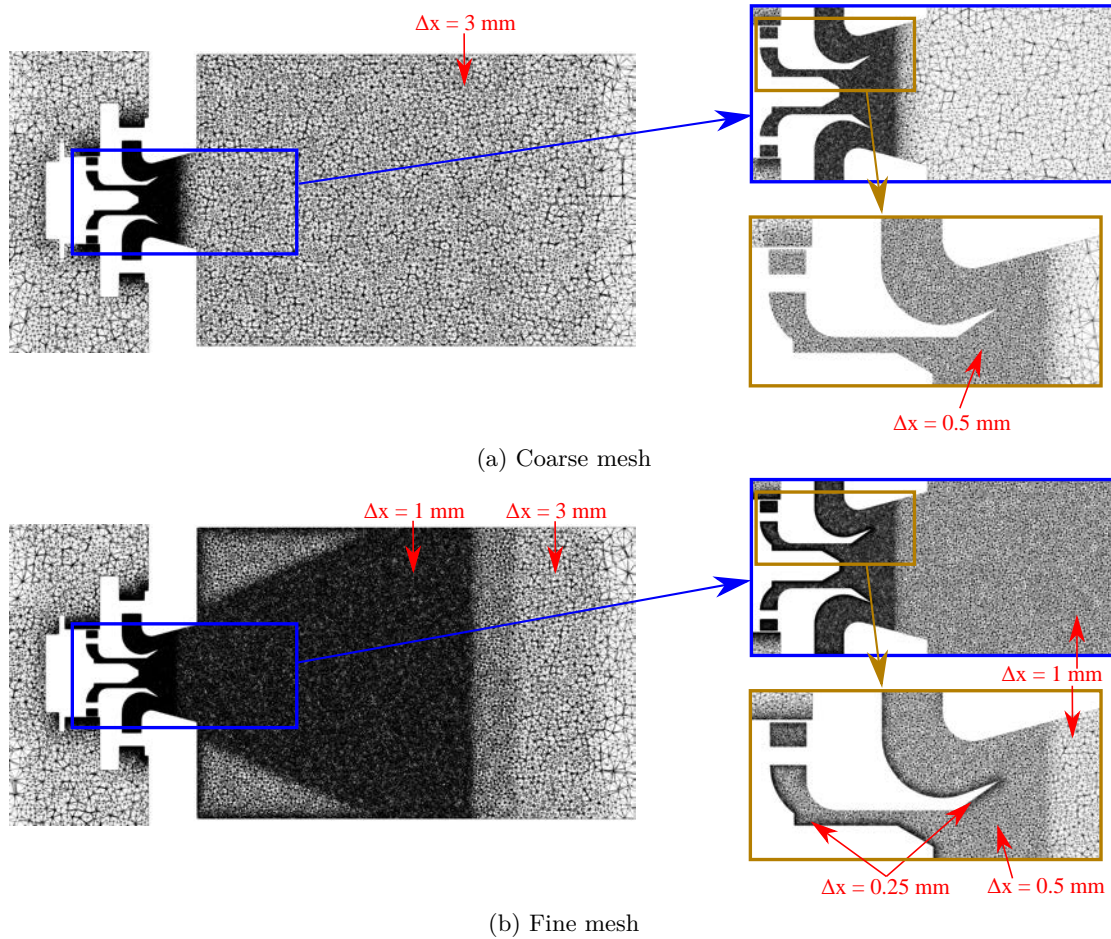 Δx = 3 mm
Δx = 0.5 mm
(a) Coarse mesh
Δx = 1 mm
Δx = 3 mm
Δx = 1 mm
Δx = 0.25 mm
Δx = 0.5 mm
(b) Fine mesh